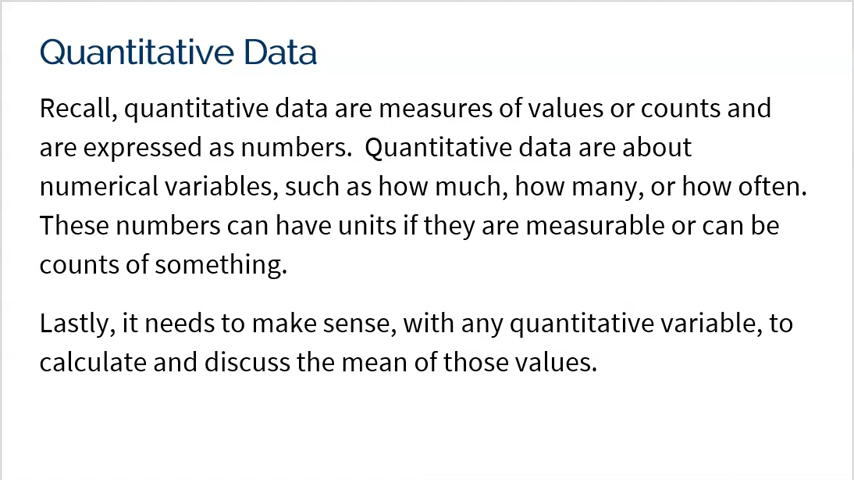 Quantitative Data
Recall, quantitative data are measures of values or counts and
are expressed as numbers.  Quantitative data are about
numerical variables, such as how much, how many, or how often.
These numbers can have units if they are measurable or can be
counts of something.
Lastly, it needs to make sense, with any quantitative variable, to
calculate and discuss the mean of those values.